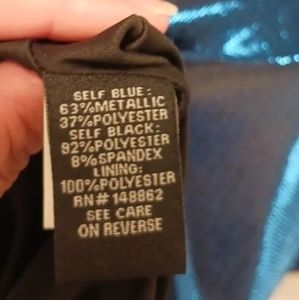 SELF BLUE:
63%METALLIC
37%POLYESTER
SELF BLACK:
92%POLYESTER
8%SPANDEX
LINING:
100%POLYESTER
RN# 148862
SEE CARE
ON REVERSE